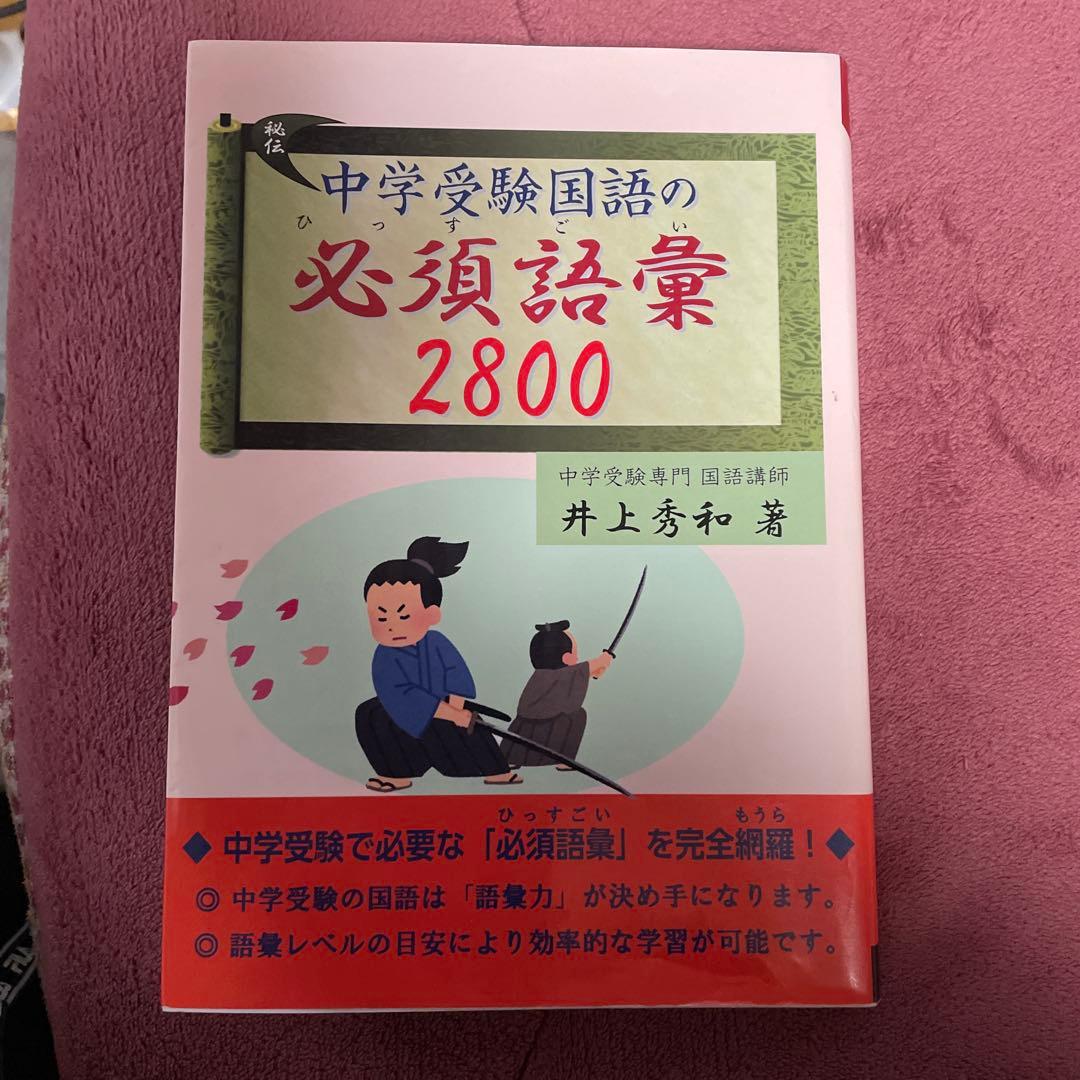 秘伝
中学受験国語の
ひっすごい
必須語彙
2800
中学受験専門 国語講師
井上秀和 著
ひっすごい もうら
◆ 中学受験で必要な「必須語彙」を完全網羅！◆
◎ 中学受験の国語は「語彙力」が決め手になります。
◎ 語彙レベルの目安により効率的な学習が可能です。